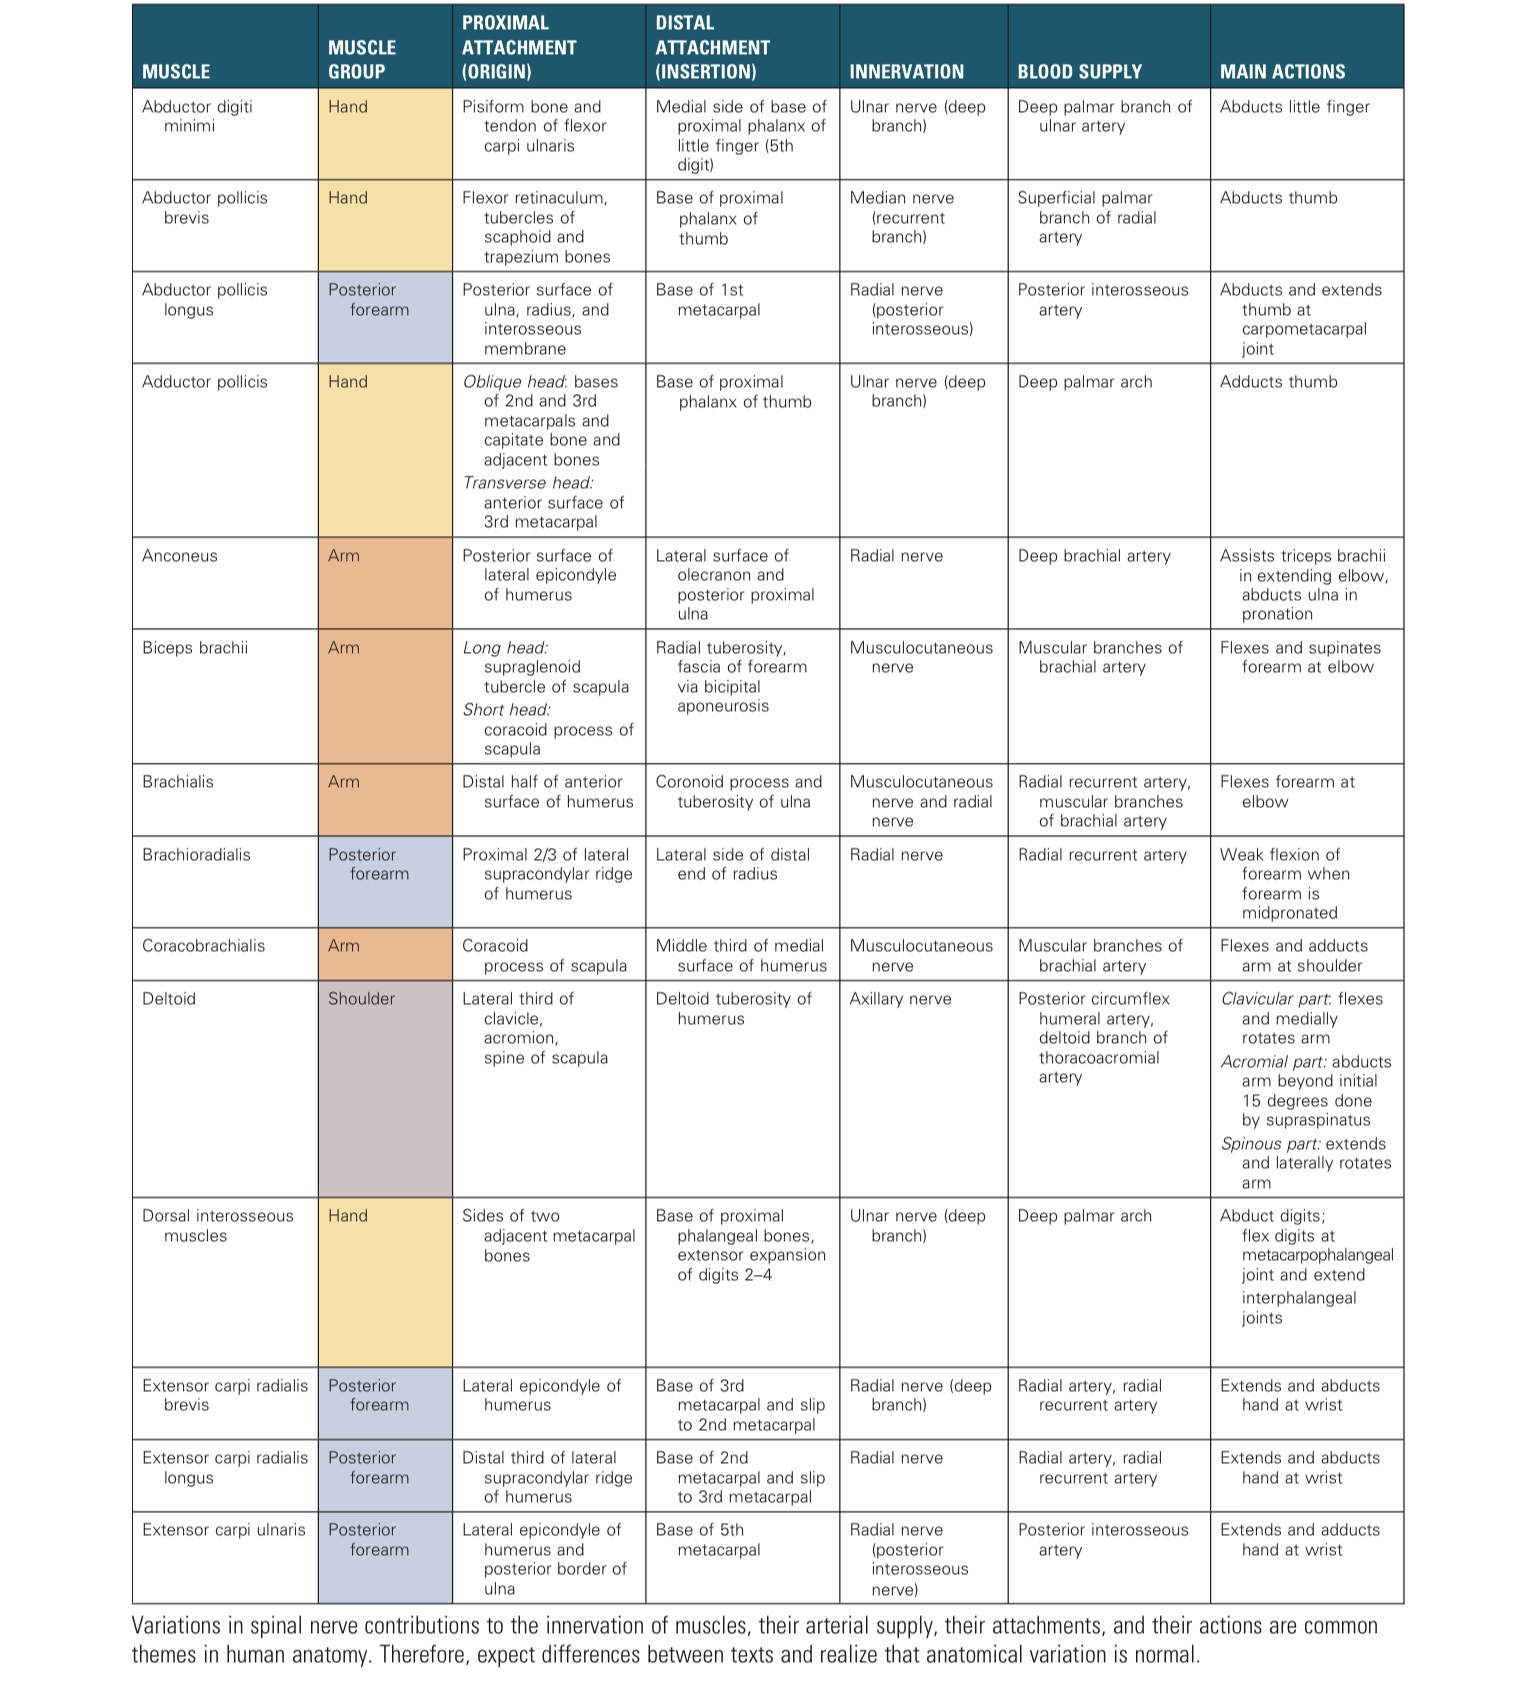 MUSCLE
MUSCLE
GROUP
PROXIMAL
ATTACHMENT
(ORIGIN)
DISTAL
ATTACHMENT
(INSERTION)
INNERVATION
BLOOD SUPPLY
MAIN ACTIONS
Abductor digiti
minimi
Hand
Pisiform bone and
tendon of flexor
carpi ulnaris
Medial side of base of
proximal phalanx of
little finger (5th
digit)
Ulnar nerve (deep
branch)
Deep palmar branch of
ulnar artery
Abducts little finger
Abductor pollicis
brevis
Hand
Flexor retinaculum,
tubercles of
scaphoid and
trapezium bones
Base of proximal
phalanx of
thumb
Median nerve
(recurrent
branch)
Superficial palmar
branch of radial
artery
Abducts thumb
Abductor pollicis
longus
Posterior
forearm
Posterior surface of
ulna, radius, and
interosseous
membrane
Base of 1st
metacarpal
Radial nerve
(posterior
interosseous)
Posterior interosseous
artery
Abducts and extends
thumb at
carpometacarpal
joint
Adductor pollicis
Hand
Oblique head: bases
of 2nd and 3rd
metacarpals and
capitate bone and
adjacent bones
Transverse head:
anterior surface of
3rd metacarpal
Base of proximal
phalanx of thumb
Ulnar nerve (deep
branch)
Deep palmar arch
Adducts thumb
Anconeus
Arm
Posterior surface of
lateral epicondyle
of humerus
Lateral surface of
olecranon and
posterior proximal
ulna
Radial nerve
Deep brachial artery
Assists triceps brachii
in extending elbow,
abducts ulna in
pronation
Biceps brachii
Arm
Long head:
supraglenoid
tubercle of scapula
Short head:
coracoid process of
scapula
Radial tuberosity,
fascia of forearm
via bicipital
aponeurosis
Musculocutaneous
nerve
Muscular branches of
brachial artery
Flexes and supinates
forearm at elbow
Brachialis
Arm
Distal half of anterior
surface of humerus
Coronoid process and
tuberosity of ulna
Musculocutaneous
nerve and radial
nerve
Radial recurrent artery,
muscular branches
of brachial artery
Flexes forearm at
elbow
Brachioradialis
Posterior
forearm
Proximal 2/3 of lateral
supracondylar ridge
of humerus
Lateral side of distal
end of radius
Radial nerve
Radial recurrent artery
Weak flexion of
forearm when
forearm is
midpronated
Coracobrachialis
Arm
Coracoid
process of scapula
Middle third of medial
surface of humerus
Musculocutaneous
nerve
Muscular branches of
brachial artery
Flexes and adducts
arm at shoulder
Deltoid
Shoulder
Lateral third of
clavicle,
acromion,
spine of scapula
Deltoid tuberosity of
humerus
Axillary nerve
Posterior circumflex
humeral artery,
deltoid branch of
thoracoacromial
artery
Clavicular part: flexes
and medially
rotates arm
Acromial part: abducts
arm beyond initial
15 degrees done
by supraspinatus
Spinous part: extends
and laterally rotates
arm
Dorsal interosseous
muscles
Hand
Sides of two
adjacent metacarpal
bones
Base of proximal
phalangeal bones,
extensor expansion
of digits 2–4
Ulnar nerve (deep
branch)
Deep palmar arch
Abduct digits;
flex digits at
metacarpophalangeal
joint and extend
interphalangeal
joints
Extensor carpi radialis
brevis
Posterior
forearm
Lateral epicondyle of
humerus
Base of 3rd
metacarpal and slip
to 2nd metacarpal
Radial nerve (deep
branch)
Radial artery, radial
recurrent artery
Extends and abducts
hand at wrist
Extensor carpi radialis
longus
Posterior
forearm
Distal third of lateral
supracondylar ridge
of humerus
Base of 2nd
metacarpal and slip
to 3rd metacarpal
Radial nerve
Radial artery, radial
recurrent artery
Extends and abducts
hand at wrist
Extensor carpi ulnaris
Posterior
forearm
Lateral epicondyle of
humerus and
posterior border of
ulna
Base of 5th
metacarpal
Radial nerve
(posterior
interosseous
nerve)
Posterior interosseous
artery
Extends and adducts
hand at wrist
Variations in spinal nerve contributions to the innervation of muscles, their arterial supply, their attachments, and their actions are common
themes in human anatomy. Therefore, expect differences between texts and realize that anatomical variation is normal.